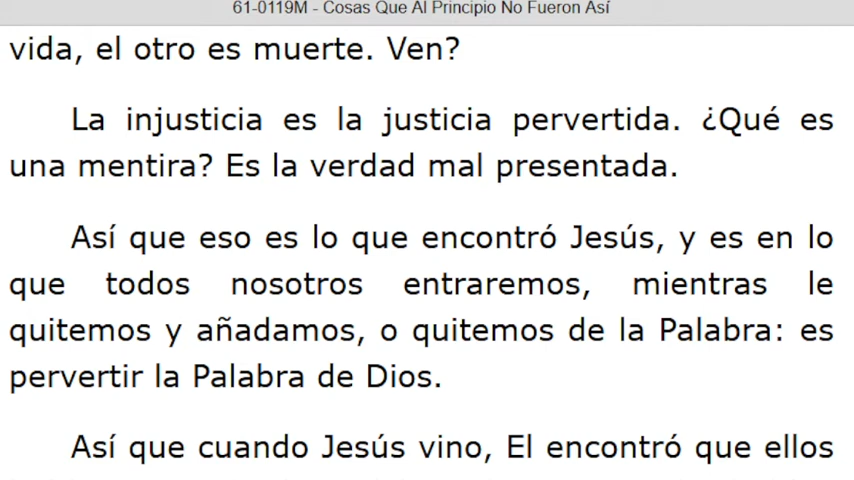 61-0119M - Cosas Que Al Principio No Fueron Así
vida, el otro es muerte. Ven?
La injusticia es la justicia pervertida. ¿Qué es
una mentira? Es la verdad mal presentada.
Así que eso es lo que encontró Jesús, y es en lo
que todos nosotros entraremos, mientras le
quitemos y añadamos, o quitemos de la Palabra: es
pervertir la Palabra de Dios.
Así que cuando Jesús vino, El encontró que ellos